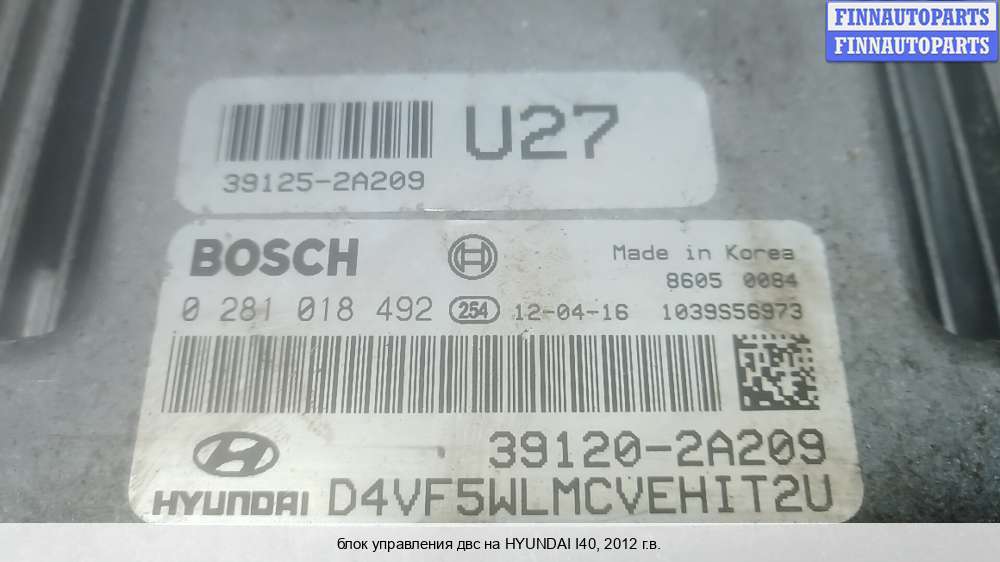 FINNAUTOPARTS
FINNAUTOPARTS
U27
39125-2A209
BOSCH
Made in Korea
8605 0084
0 281 018 492 254 12-04-16 1039S56973
39120-2A209
HYUNDAI D4VF5WLMCVEHIT2U
блок управления двс на HYUNDAI I40, 2012 г.в.